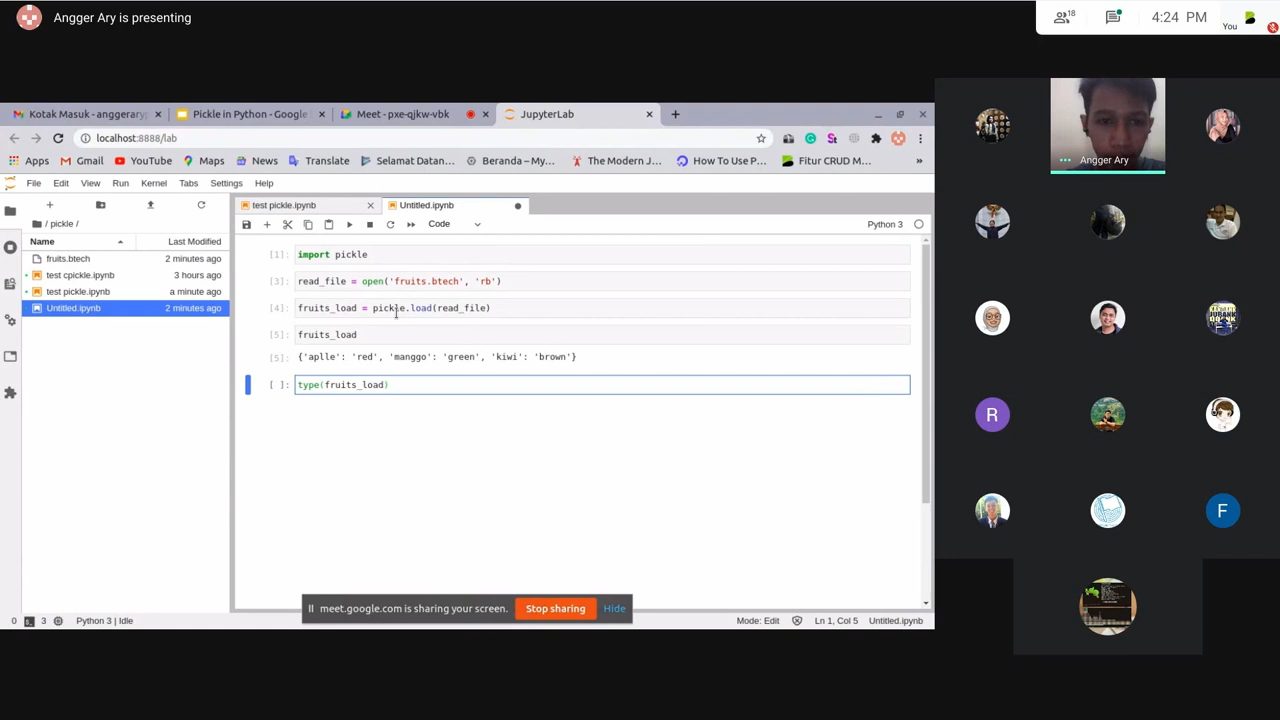 Angger Ary is presenting
18
4:24 PM
You
Kotak Masuk - anggerary
Pickle in Python - Google
Meet - pxe-qjkw-vbk
JupyterLab
localhost:8888/lab
Apps
Gmail
YouTube
Maps
News
Translate
Selamat Datan...
Beranda – My...
The Modern J...
How To Use P...
Fitur CRUD M...
»
File Edit View Run Kernel Tabs Settings Help
test pickle.ipynb
Untitled.ipynb
Code
Python 3
/ pickle /
Name
Last Modified
fruits.btech
2 minutes ago
test cpickle.ipynb
3 hours ago
test pickle.ipynb
a minute ago
Untitled.ipynb
2 minutes ago
[1]: import pickle
[3]: read_file = open('fruits.btech', 'rb')
[4]: fruits_load = pickle.load(read_file)
[5]: fruits_load
[5]: {'aplle': 'red', 'manggo': 'green', 'kiwi': 'brown'}
[ ]: type(fruits_load)
meet.google.com is sharing your screen.
Stop sharing
Hide
0
3
Python 3 | Idle
Mode: Edit
Ln 1, Col 5
Untitled.ipynb
Angger Ary
R
F